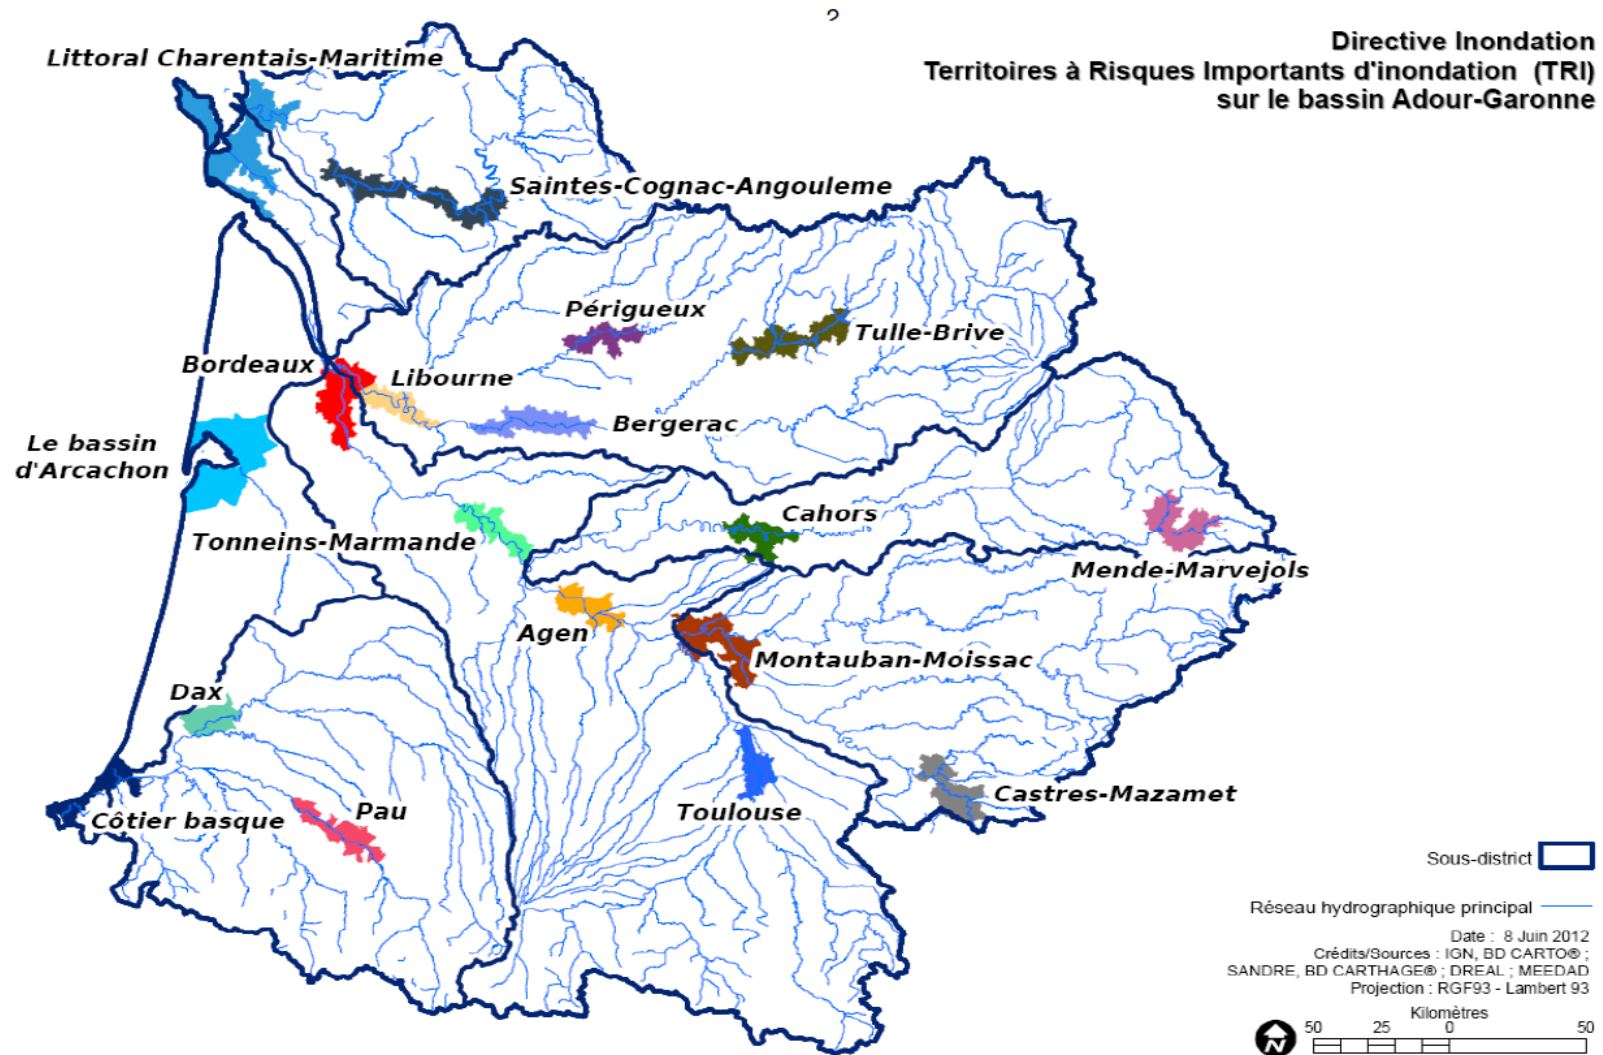 Directive Inondation
Territoires à Risques Importants d'inondation (TRI)
sur le bassin Adour-Garonne
Littoral Charentais-Maritime
Saintes-Cognac-Angouleme
Périgueux
Tulle-Brive
Bordeaux
Libourne
Bergerac
Le bassin
d'Arcachon
Cahors
Tonneins-Marmande
Mende-Marvejols
Agen
Montauban-Moissac
Dax
Castres-Mazamet
Pau
Toulouse
Côtier basque
Sous-district
Réseau hydrographique principal
Date : 8 Juin 2012
Crédits/Sources : IGN, BD CARTO® ;
SANDRE, BD CARTHAGE® ; DREAL ; MEEDAD
Projection : RGF93 - Lambert 93
Kilomètres
50 25 0 50
N